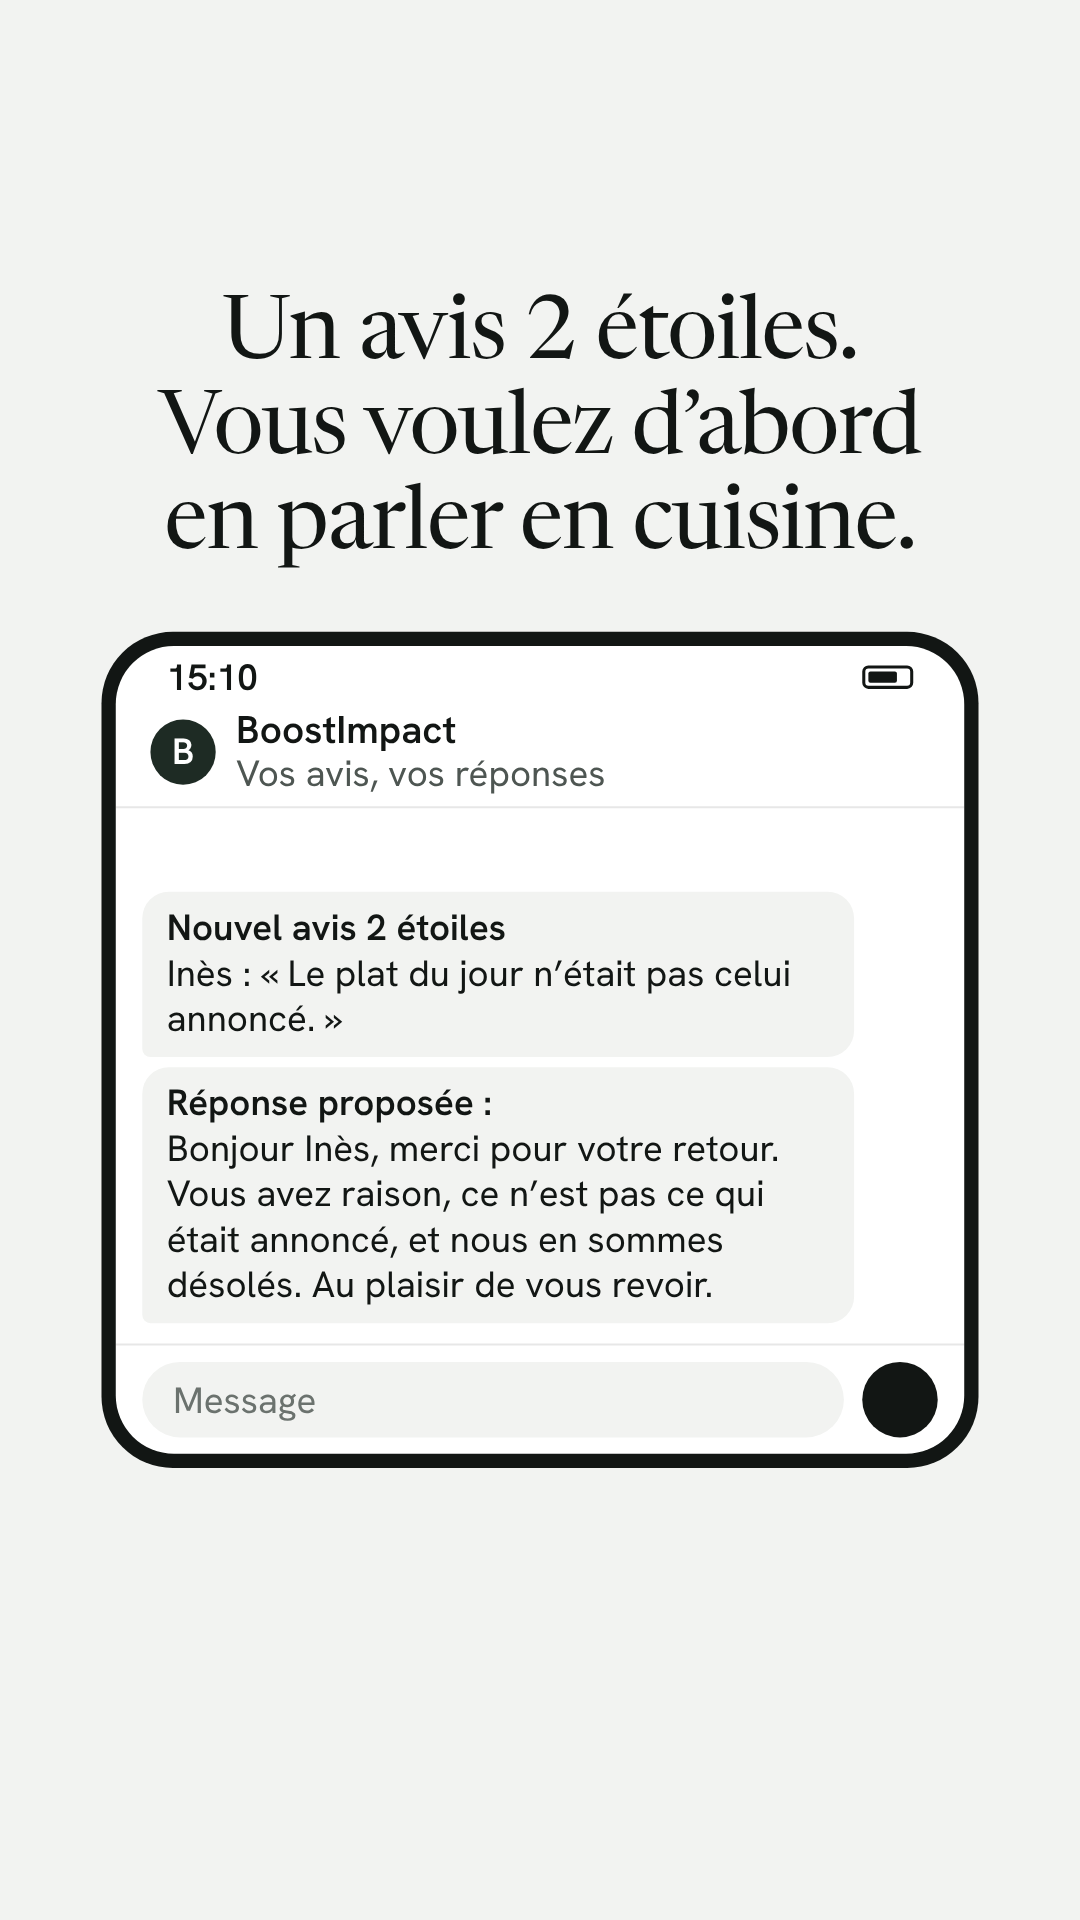 Un avis 2 étoiles.
Vous voulez d’abord
en parler en cuisine.
15:10
B
BoostImpact
Vos avis, vos réponses
Nouvel avis 2 étoiles
Inès : « Le plat du jour n’était pas celui
annoncé. »
Réponse proposée :
Bonjour Inès, merci pour votre retour.
Vous avez raison, ce n’est pas ce qui
était annoncé, et nous en sommes
désolés. Au plaisir de vous revoir.
Message